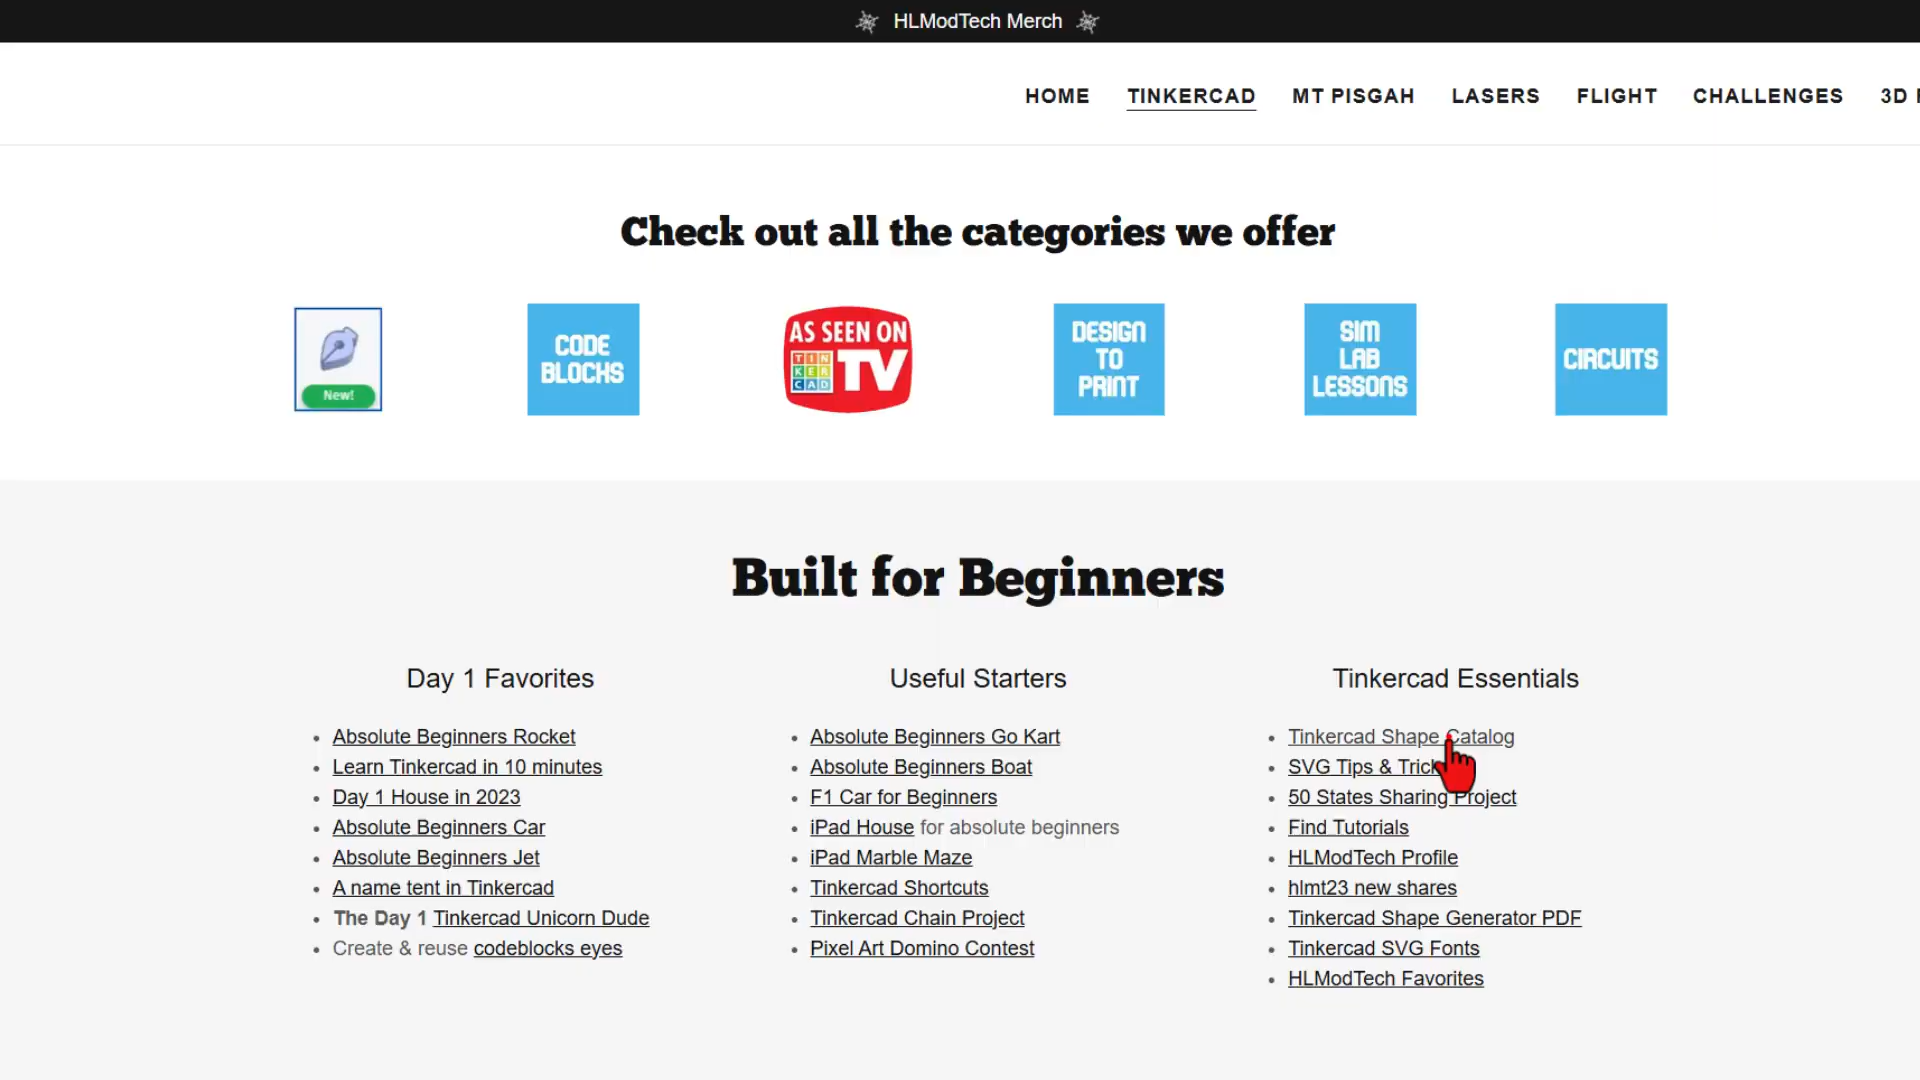 HLModTech Merch
HOME TINKERCAD MT PISGAH LASERS FLIGHT CHALLENGES 3D
Check out all the categories we offer
New!
CODE
BLOCKS
AS SEEN ON
TIN
KER
CAD
TV
DESIGN
TO
PRINT
SIM
LAB
LESSONS
CIRCUITS
Built for Beginners
Day 1 Favorites
Absolute Beginners Rocket
Learn Tinkercad in 10 minutes
Day 1 House in 2023
Absolute Beginners Car
Absolute Beginners Jet
A name tent in Tinkercad
The Day 1 Tinkercad Unicorn Dude
Create & reuse codeblocks eyes
Useful Starters
Absolute Beginners Go Kart
Absolute Beginners Boat
F1 Car for Beginners
iPad House for absolute beginners
iPad Marble Maze
Tinkercad Shortcuts
Tinkercad Chain Project
Pixel Art Domino Contest
Tinkercad Essentials
Tinkercad Shape Catalog
SVG Tips &
50 States Sharing Project
Find Tutorials
HLModTech Profile
hlmt23 new shares
Tinkercad Shape Generator PDF
Tinkercad SVG Fonts
HLModTech Favorites